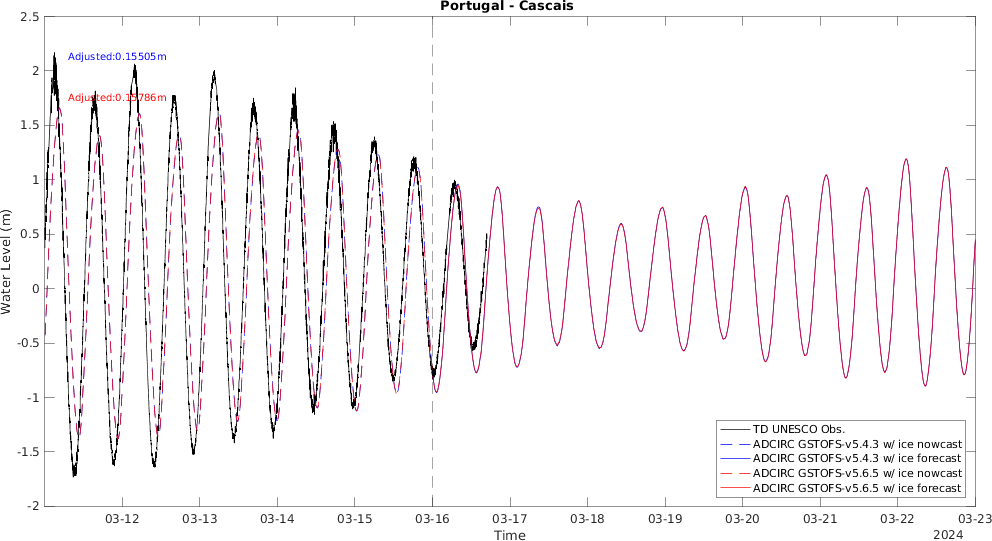 Portugal - Cascais
2.5
2
1.5
1
0.5
0
-0.5
-1
-1.5
-2
Water Level (m)
Adjusted:0.15505m
Adjusted:0.15786m
TD UNESCO Obs.
ADCIRC GSTOFS-v5.4.3 w/ ice nowcast
ADCIRC GSTOFS-v5.4.3 w/ ice forecast
ADCIRC GSTOFS-v5.6.5 w/ ice nowcast
ADCIRC GSTOFS-v5.6.5 w/ ice forecast
03-12 03-13 03-14 03-15 03-16 03-17 03-18 03-19 03-20 03-21 03-22 03-23
Time
2024